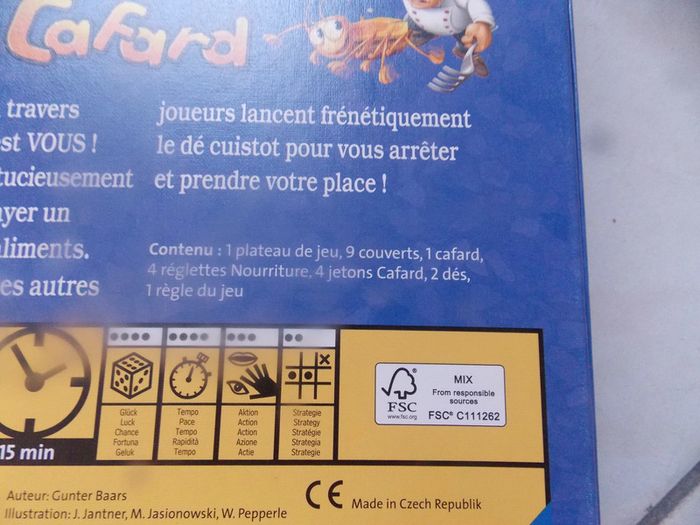 Cafard
travers
est VOUS !
tucieusement
ayer un
aliments.
es autres
joueurs lancent frénétiquement
le dé cuistot pour vous arrêter
et prendre votre place !
Contenu : 1 plateau de jeu, 9 couverts, 1 cafard,
4 réglettes Nourriture, 4 jetons Cafard, 2 dés,
1 règle du jeu
15 min
Glück
Luck
Chance
Fortuna
Geluk
Tempo
Pace
Tempo
Rapidità
Tempo
Aktion
Action
Action
Azione
Actie
Strategie
Strategy
Stratégie
Strategia
Strategie
FSC
www.fsc.org
MIX
From responsible
sources
FSC® C111262
Auteur: Gunter Baars
Illustration: J. Jantner, M. Jasionowski, W. Pepperle
CE Made in Czech Republik